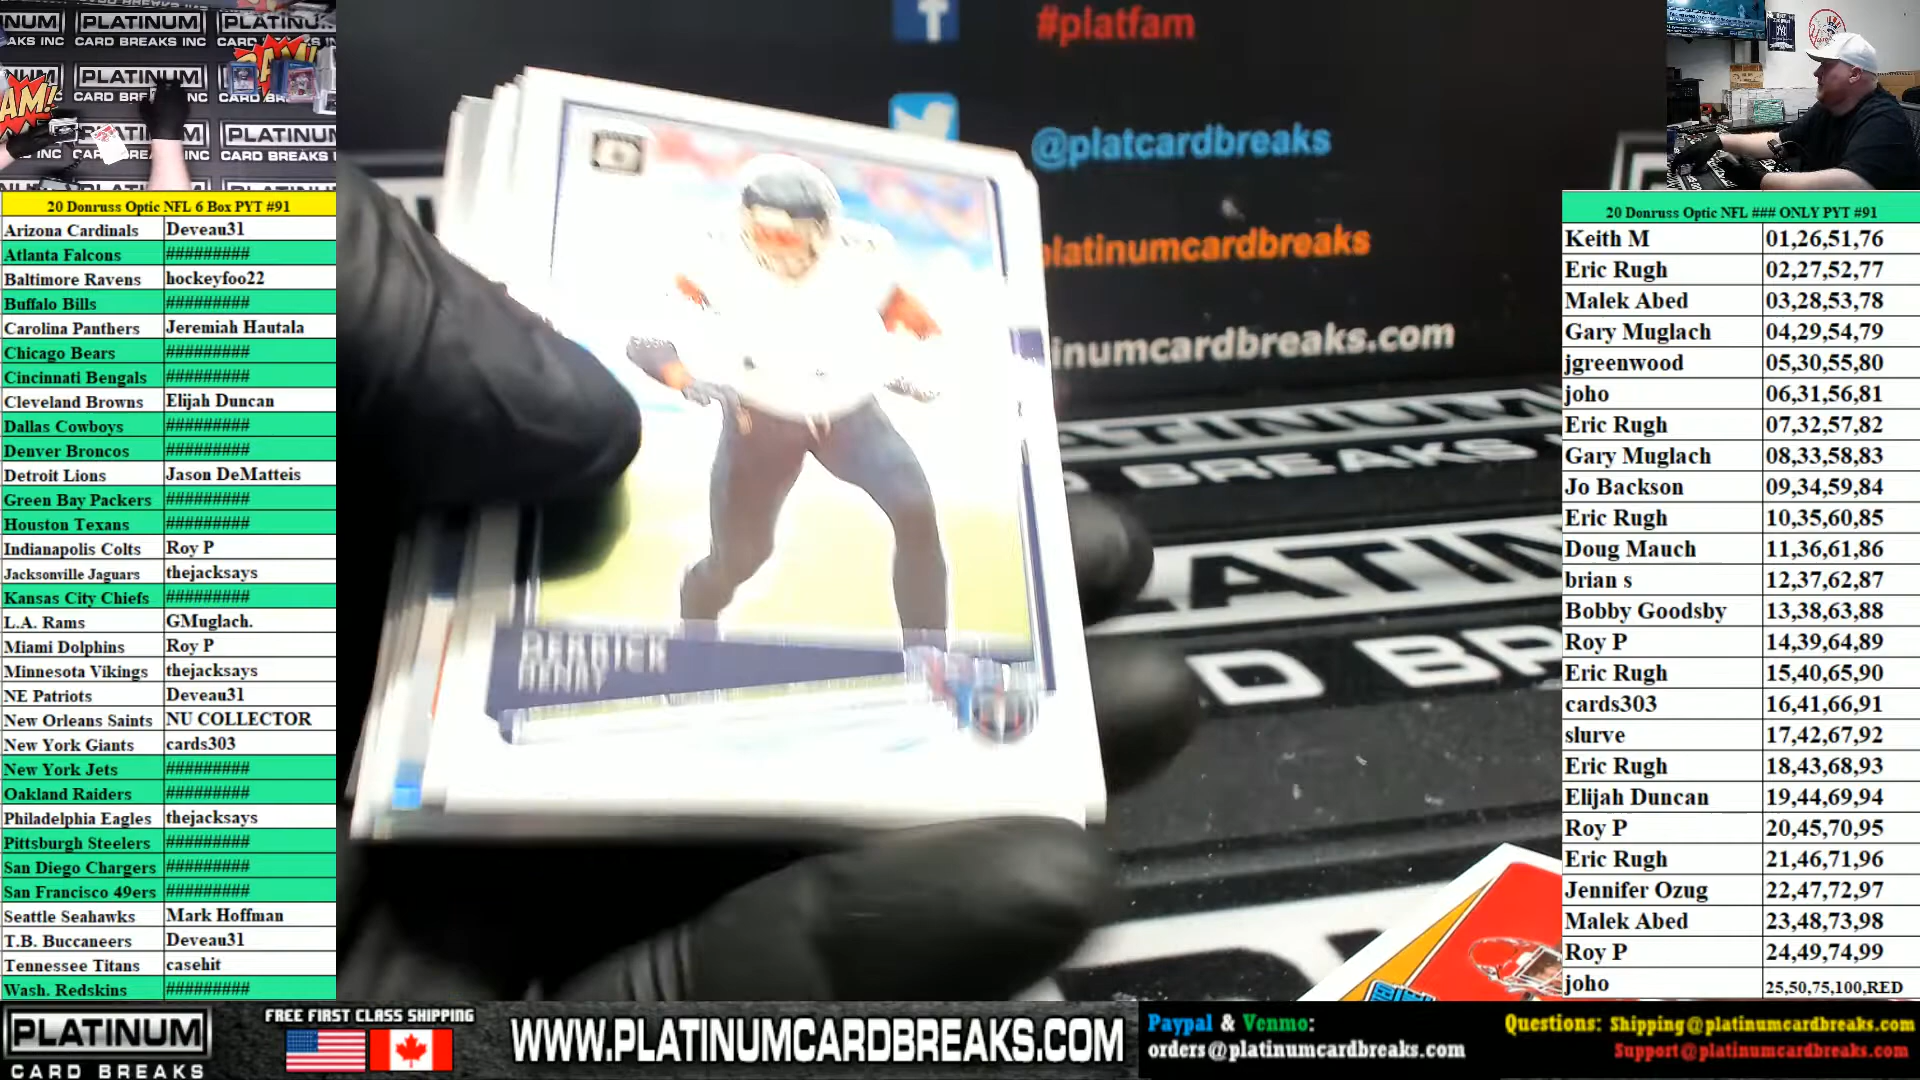 #platfam
@platcardbreaks
platinumcardbreaks
inumcardbreaks.com
PLATINUM
CARD BREAKS INC
20 Donruss Optic NFL 6 Box PYT #91
Arizona Cardinals Deveau31
Atlanta Falcons #########
Baltimore Ravens hockeyfoo22
Buffalo Bills #########
Carolina Panthers Jeremiah Hautala
Chicago Bears #########
Cincinnati Bengals #########
Cleveland Browns Elijah Duncan
Dallas Cowboys #########
Denver Broncos #########
Detroit Lions Jason DeMatteis
Green Bay Packers #########
Houston Texans #########
Indianapolis Colts Roy P
Jacksonville Jaguars thejacksays
Kansas City Chiefs #########
L.A. Rams GMuglach.
Miami Dolphins Roy P
Minnesota Vikings thejacksays
NE Patriots Deveau31
New Orleans Saints NU COLLECTOR
New York Giants cards303
New York Jets #########
Oakland Raiders #########
Philadelphia Eagles thejacksays
Pittsburgh Steelers #########
San Diego Chargers #########
San Francisco 49ers #########
Seattle Seahawks Mark Hoffman
T.B. Buccaneers Deveau31
Tennessee Titans casehit
Wash. Redskins #########
20 Donruss Optic NFL ### ONLY PYT #91
Keith M 01,26,51,76
Eric Rugh 02,27,52,77
Malek Abed 03,28,53,78
Gary Muglach 04,29,54,79
jgreenwood 05,30,55,80
joho 06,31,56,81
Eric Rugh 07,32,57,82
Gary Muglach 08,33,58,83
Jo Backson 09,34,59,84
Eric Rugh 10,35,60,85
Doug Mauch 11,36,61,86
brian s 12,37,62,87
Bobby Goodsby 13,38,63,88
Roy P 14,39,64,89
Eric Rugh 15,40,65,90
cards303 16,41,66,91
slurve 17,42,67,92
Eric Rugh 18,43,68,93
Elijah Duncan 19,44,69,94
Roy P 20,45,70,95
Eric Rugh 21,46,71,96
Jennifer Ozug 22,47,72,97
Malek Abed 23,48,73,98
Roy P 24,49,74,99
joho 25,50,75,100,RED
DERRICK
HENRY
PLATINUM
CARD BREAKS
FREE FIRST CLASS SHIPPING
WWW.PLATINUMCARDBREAKS.COM
Paypal & Venmo:
orders@platinumcardbreaks.com
Questions: Shipping@platinumcardbreaks.com
Support@platinumcardbreaks.com